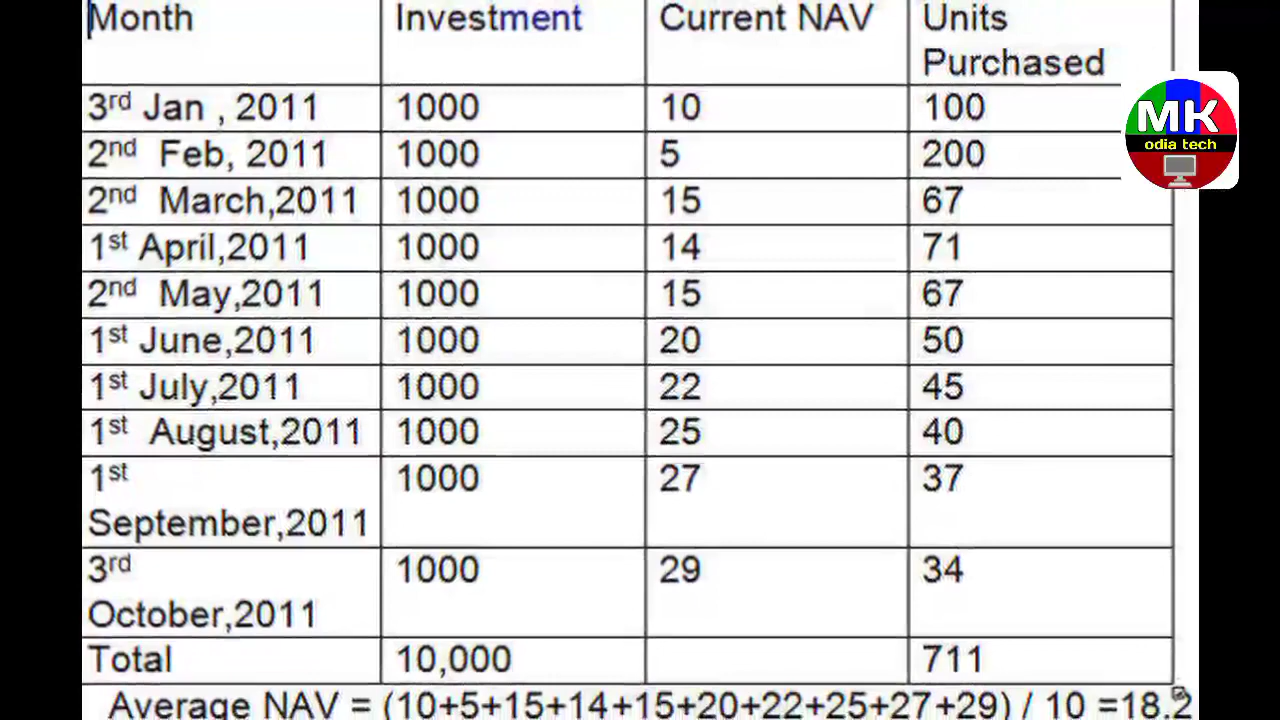 Month Investment Current NAV Units
Purchased
3rd Jan , 2011 1000 10 100
2nd Feb, 2011 1000 5 200
2nd March,2011 1000 15 67
1st April,2011 1000 14 71
2nd May,2011 1000 15 67
1st June,2011 1000 20 50
1st July,2011 1000 22 45
1st August,2011 1000 25 40
1st 1000 27 37
September,2011
3rd 1000 29 34
October,2011
Total 10,000 711
Average NAV = (10+5+15+14+15+20+22+25+27+29) / 10 =18.2
MK
odia tech